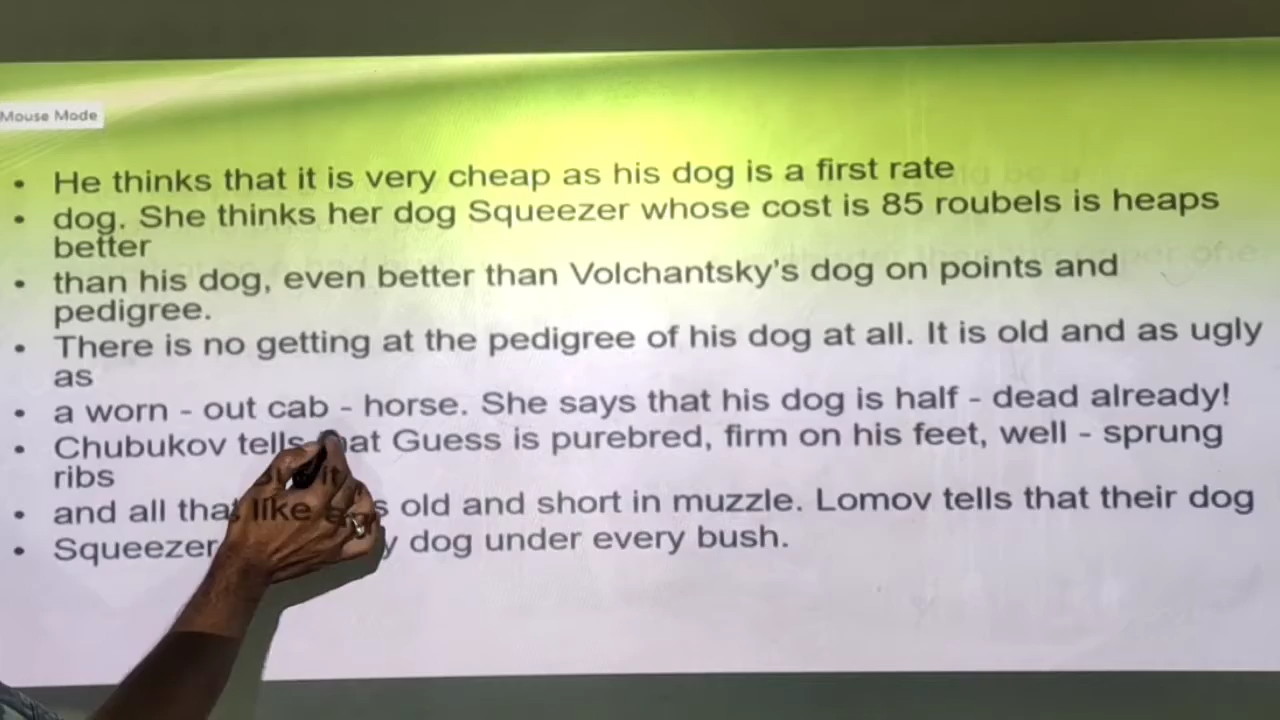 Mouse Mode
• He thinks that it is very cheap as his dog is a first rate
• dog. She thinks her dog Squeezer whose cost is 85 roubels is heaps
better
• than his dog, even better than Volchantsky's dog on points and
pedigree.
• There is no getting at the pedigree of his dog at all. It is old and as ugly
as
• a worn - out cab - horse. She says that his dog is half - dead already!
• Chubukov tells that Guess is purebred, firm on his feet, well - sprung
ribs
• and all that like old and short in muzzle. Lomov tells that their dog
• Squeezer dog under every bush.